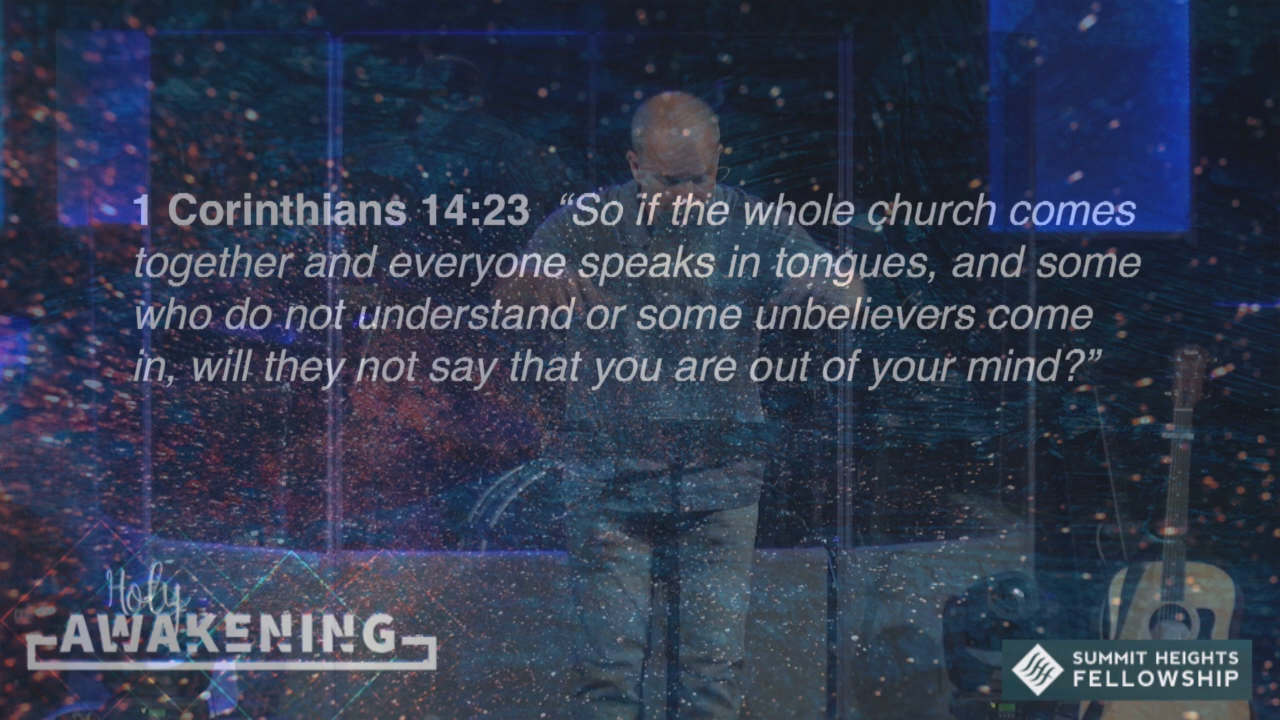 1 Corinthians 14:23 “So if the whole church comes
together and everyone speaks in tongues, and some
who do not understand or some unbelievers come
in, will they not say that you are out of your mind?”
Holy
AWAKENING
SUMMIT HEIGHTS
FELLOWSHIP